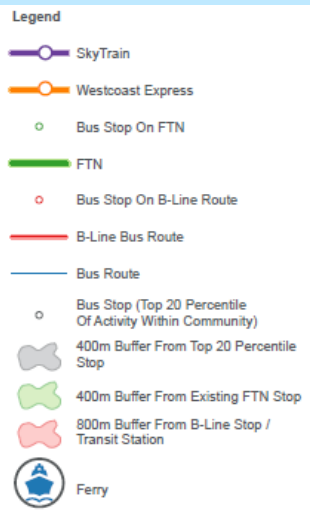 Legend
SkyTrain
Westcoast Express
Bus Stop On FTN
FTN
Bus Stop On B-Line Route
B-Line Bus Route
Bus Route
Bus Stop (Top 20 Percentile
Of Activity Within Community)
400m Buffer From Top 20 Percentile
Stop
400m Buffer From Existing FTN Stop
800m Buffer From B-Line Stop /
Transit Station
Ferry